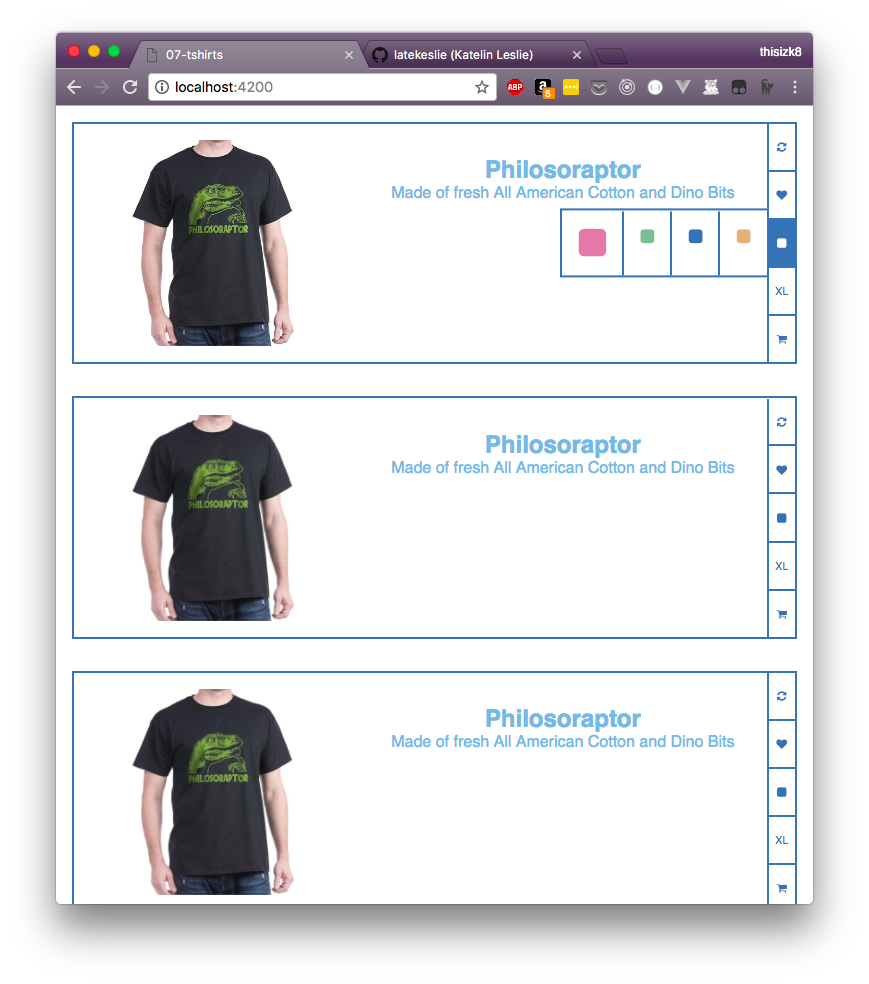 07-tshirts
latekeslie (Katelin Leslie)
thisizk8
localhost:4200
ABP
a
5
PHILOSORAPTOR
Philosoraptor
Made of fresh All American Cotton and Dino Bits
XL
PHILOSORAPTOR
Philosoraptor
Made of fresh All American Cotton and Dino Bits
XL
PHILOSORAPTOR
Philosoraptor
Made of fresh All American Cotton and Dino Bits
XL